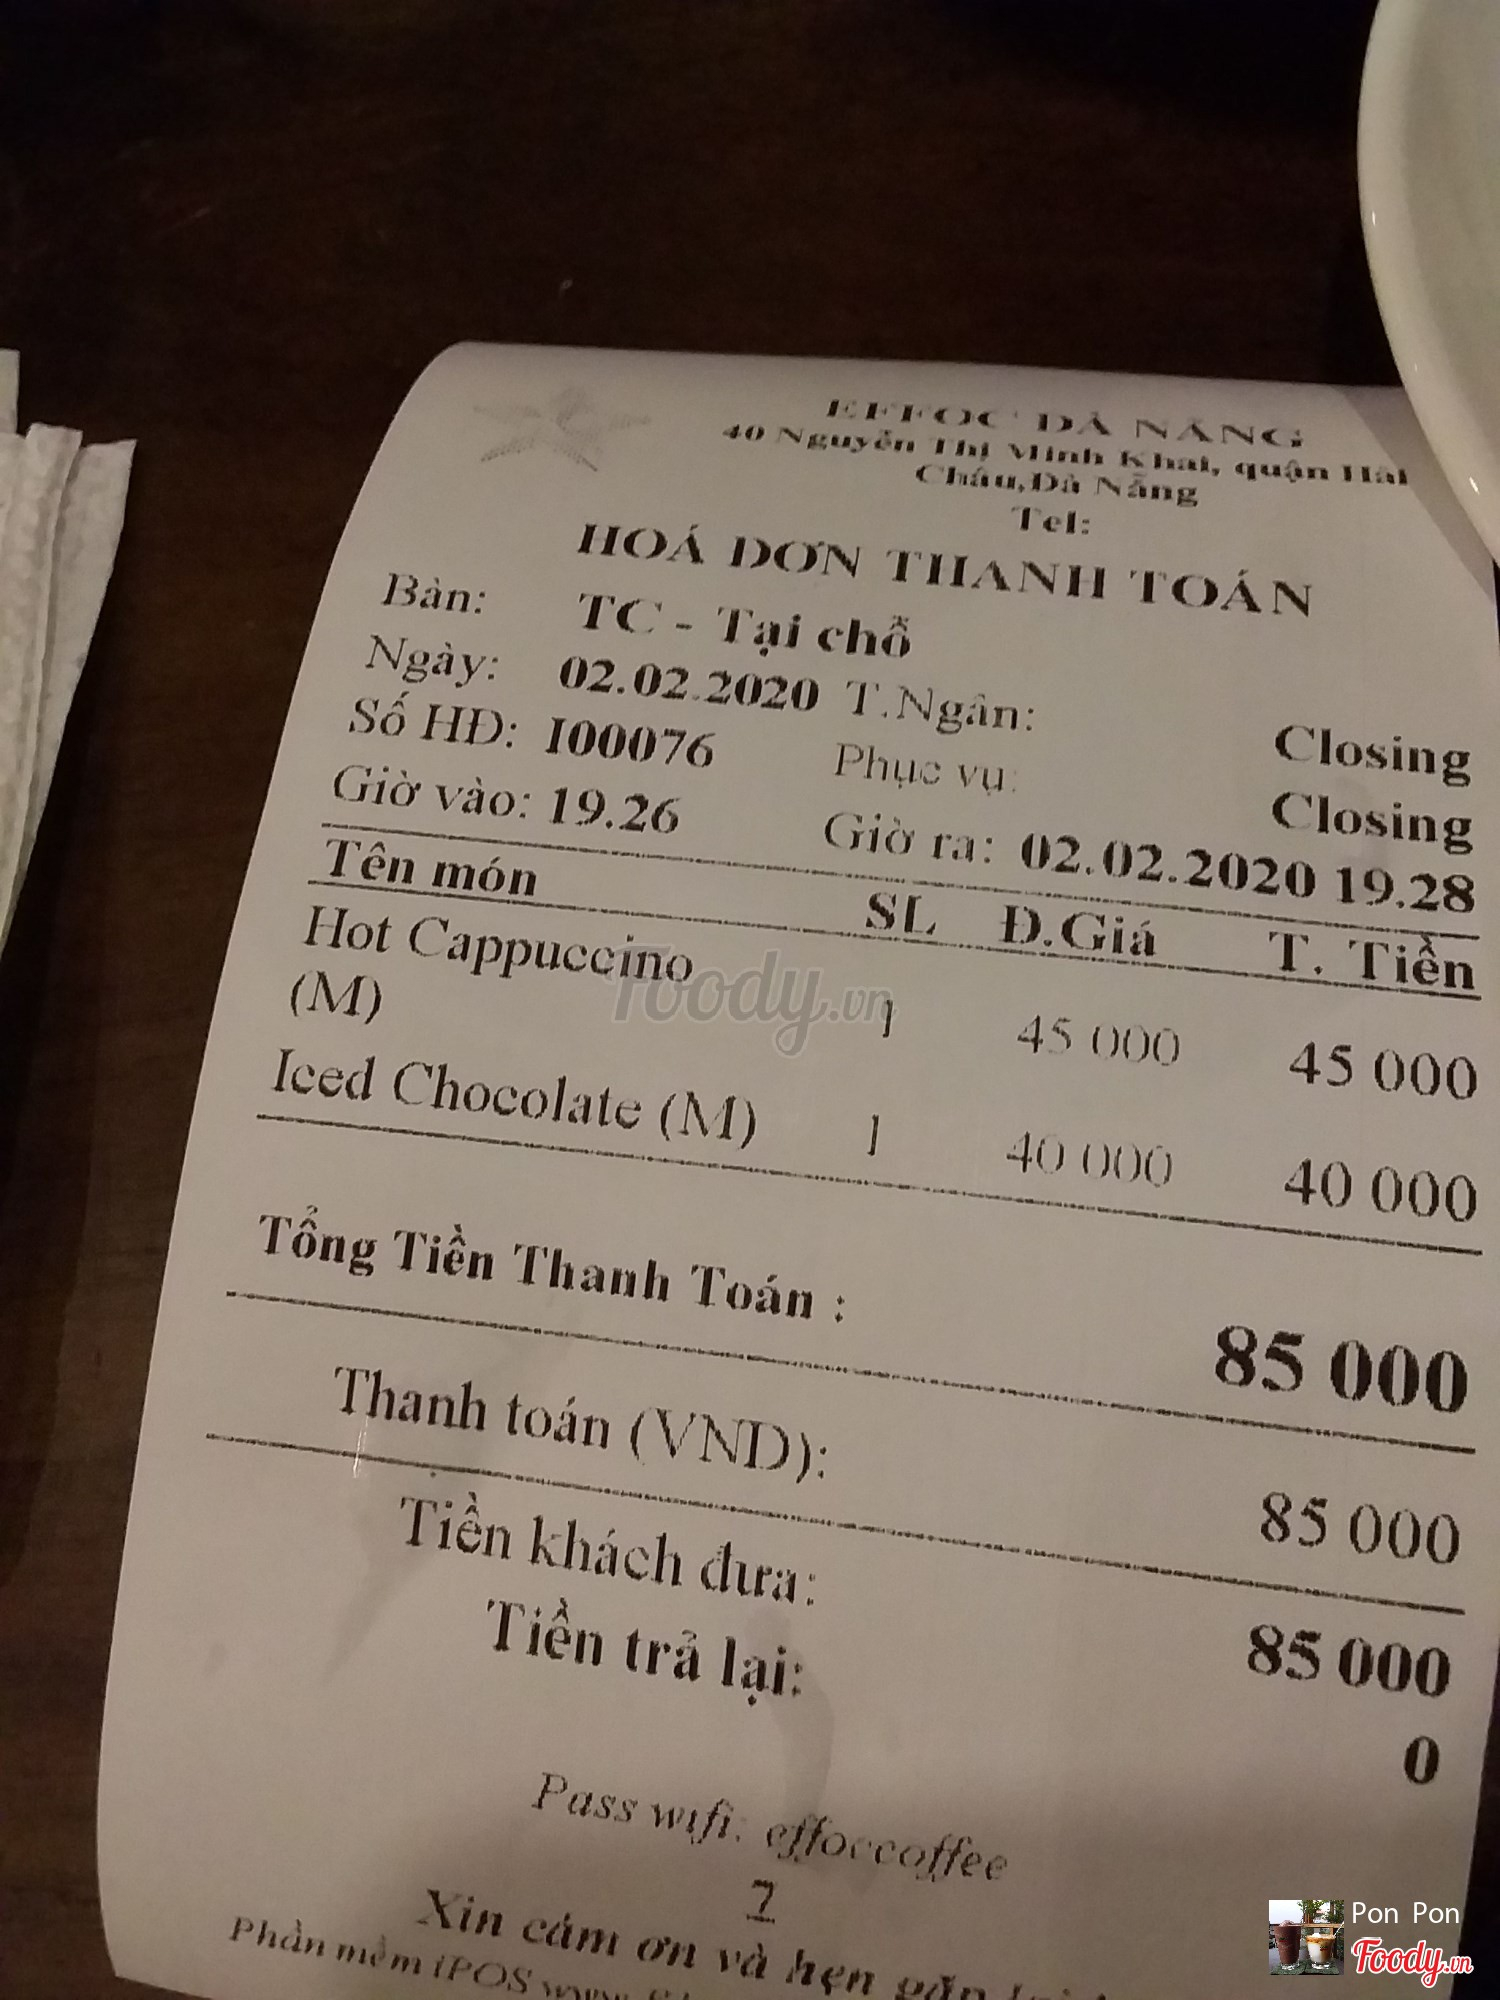 EFFOC ĐÀ NẴNG
40 Nguyễn Thị Minh Khai, quận Hải
Châu,Đà Nẵng
Tel:
HOÁ ĐƠN THANH TOÁN
Bàn: TC - Tại chỗ
Ngày: 02.02.2020 T.Ngân: Closing
Số HĐ: I00076 Phục vụ: Closing
Giờ vào: 19.26 Giờ ra: 02.02.2020 19.28
Tên món SL Đ.Giá T. Tiền
Hot Cappuccino
(M) 1 45 000 45 000
Iced Chocolate (M) 1 40 000 40 000
Tổng Tiền Thanh Toán : 85 000
Thanh toán (VND): 85 000
Tiền khách đưa: 85 000
Tiền trả lại: 0
Pass wifi: effoccoffee
7
Xin cám ơn và hẹn gặp lại
Phần mềm iPOS
Foody.vn
Pon Pon
Foody.vn